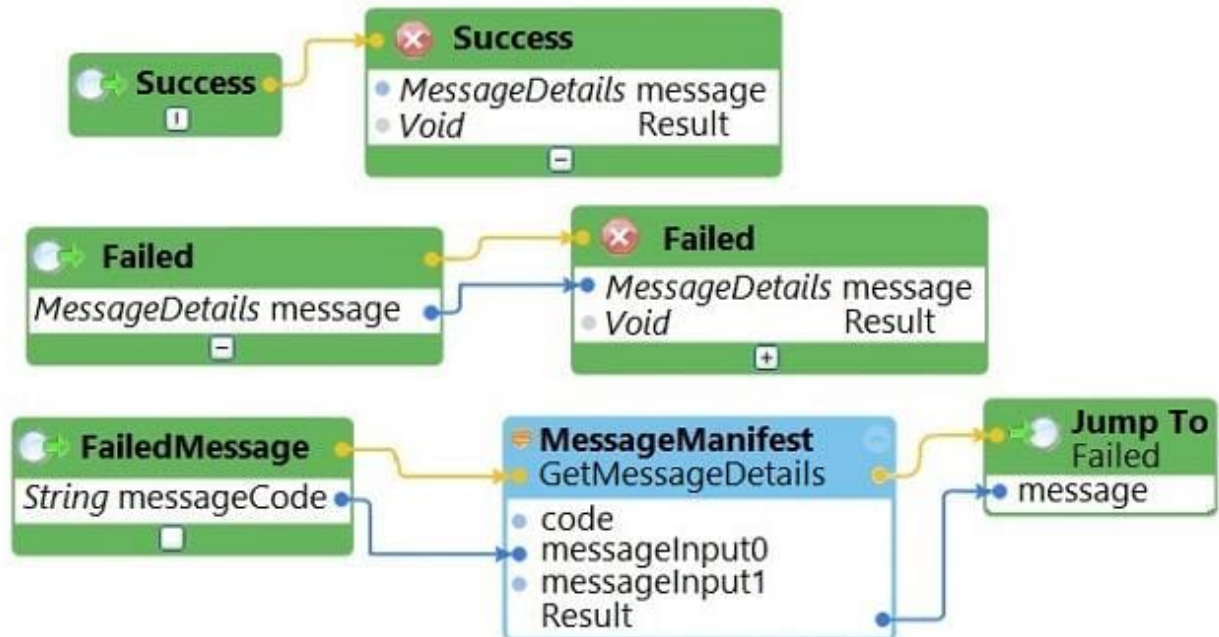 Success
Success
MessageDetails message
Void Result
Failed
MessageDetails message
Failed
MessageDetails message
Void Result
FailedMessage
String messageCode
MessageManifest
GetMessageDetails
code
messageInput0
messageInput1
Result
Jump To
Failed
message